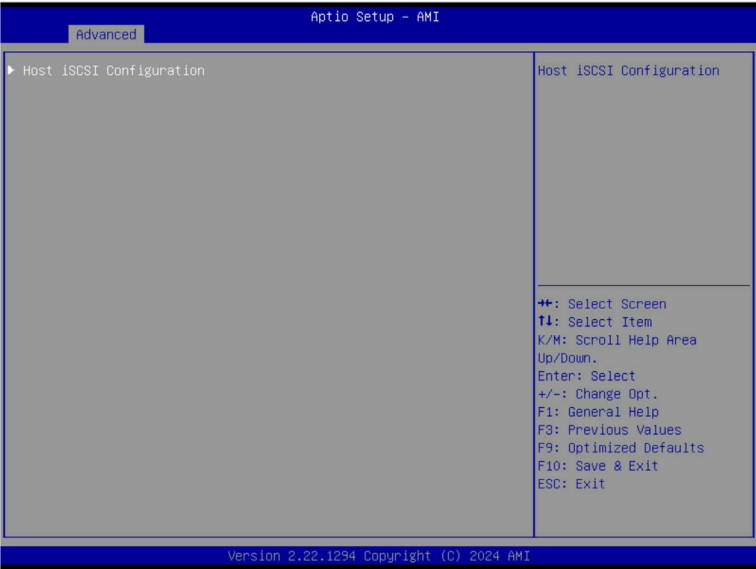 Aptio Setup – AMI
Advanced
▶ Host iSCSI Configuration
Host iSCSI Configuration
→←: Select Screen
↑↓: Select Item
K/M: Scroll Help Area
Up/Down.
Enter: Select
+/-: Change Opt.
F1: General Help
F3: Previous Values
F9: Optimized Defaults
F10: Save & Exit
ESC: Exit
Version 2.22.1294 Copyright (C) 2024 AMI